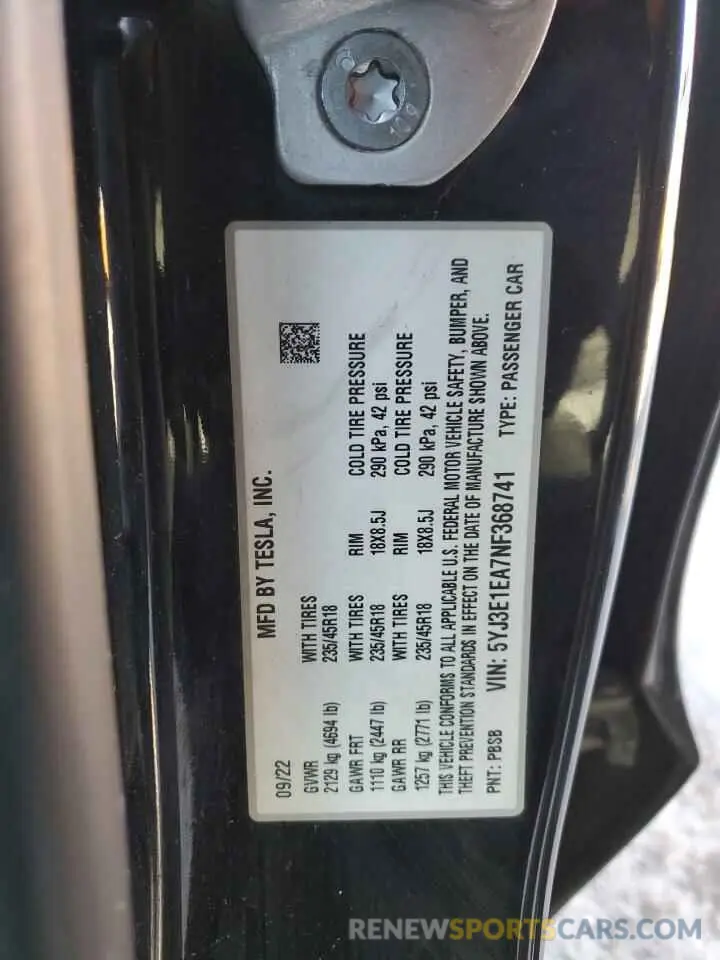 MFD BY TESLA, INC.
09/22
GVWR WITH TIRES
2129 kg (4694 lb) 235/45R18
GAWR FRT WITH TIRES RIM COLD TIRE PRESSURE
1110 kg (2447 lb) 235/45R18 18X8.5J 290 kPa, 42 psi
GAWR RR WITH TIRES RIM COLD TIRE PRESSURE
1257 kg (2771 lb) 235/45R18 18X8.5J 290 kPa, 42 psi
THIS VEHICLE CONFORMS TO ALL APPLICABLE U.S. FEDERAL MOTOR VEHICLE SAFETY, BUMPER, AND
THEFT PREVENTION STANDARDS IN EFFECT ON THE DATE OF MANUFACTURE SHOWN ABOVE.
PNT: PBSB VIN: 5YJ3E1EA7NF368741 TYPE: PASSENGER CAR
RENEWSPORTSCARS.COM